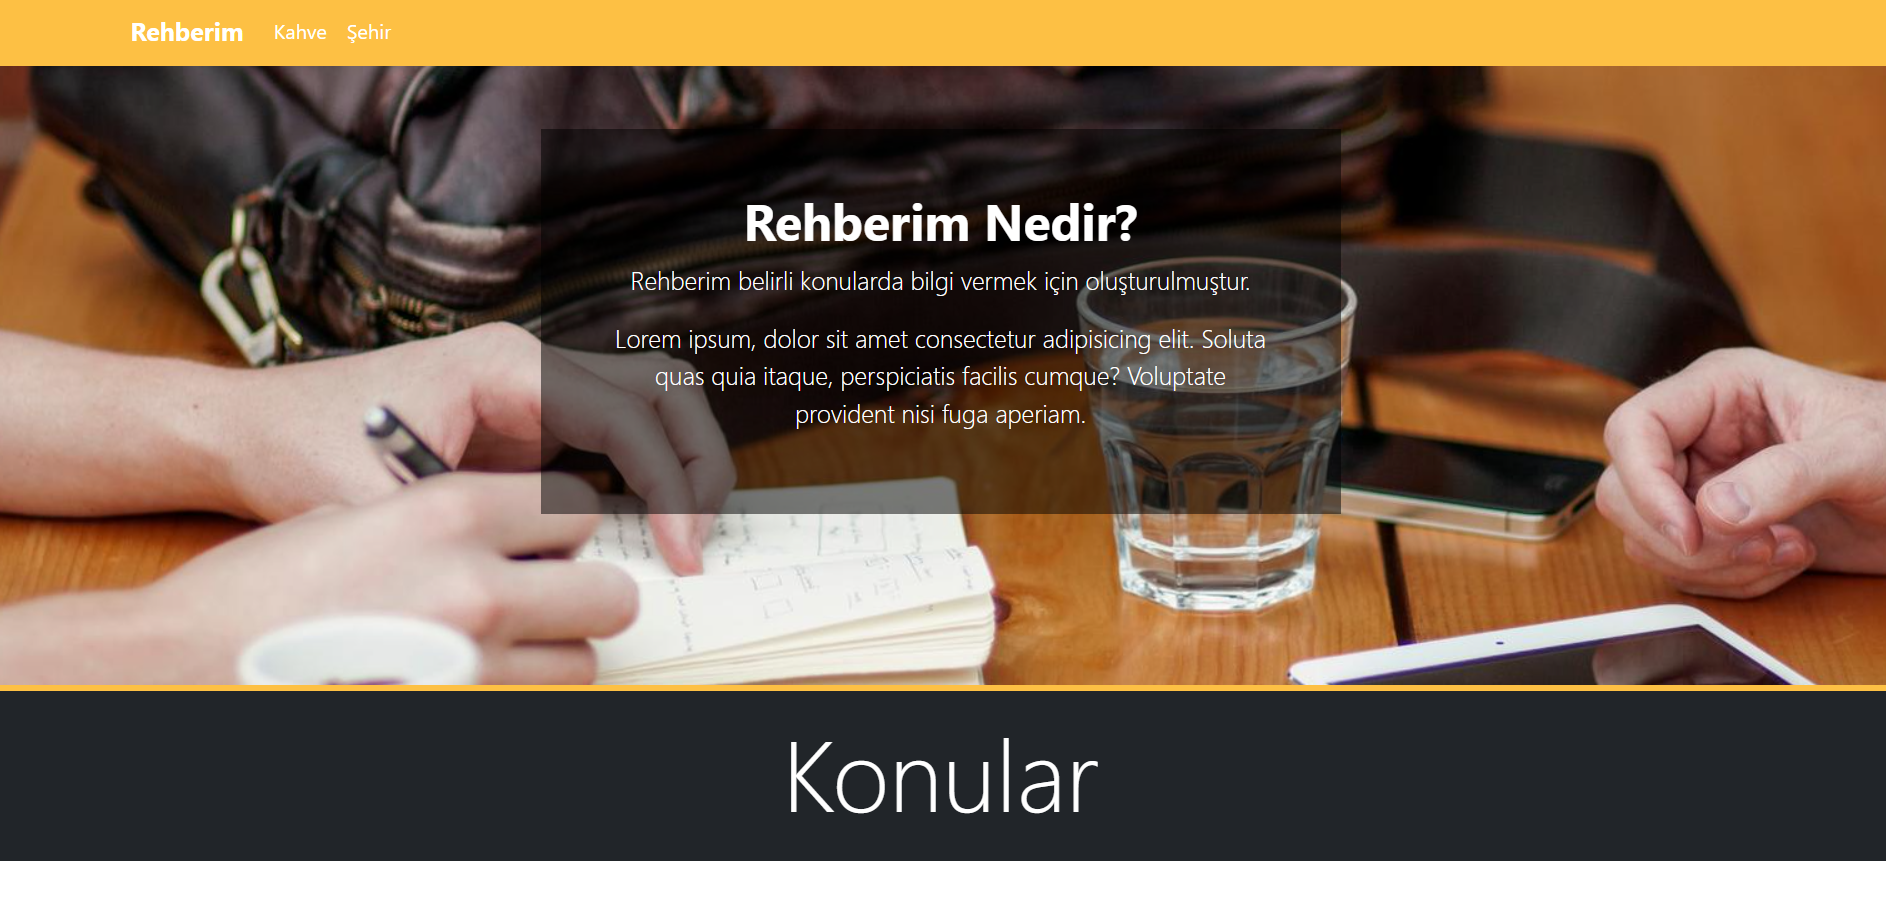 Rehberim Kahve Şehir
Rehberim Nedir?
Rehberim belirli konularda bilgi vermek için oluşturulmuştur.
Lorem ipsum, dolor sit amet consectetur adipisicing elit. Soluta
quas quia itaque, perspiciatis facilis cumque? Voluptate
provident nisi fuga aperiam.
Konular